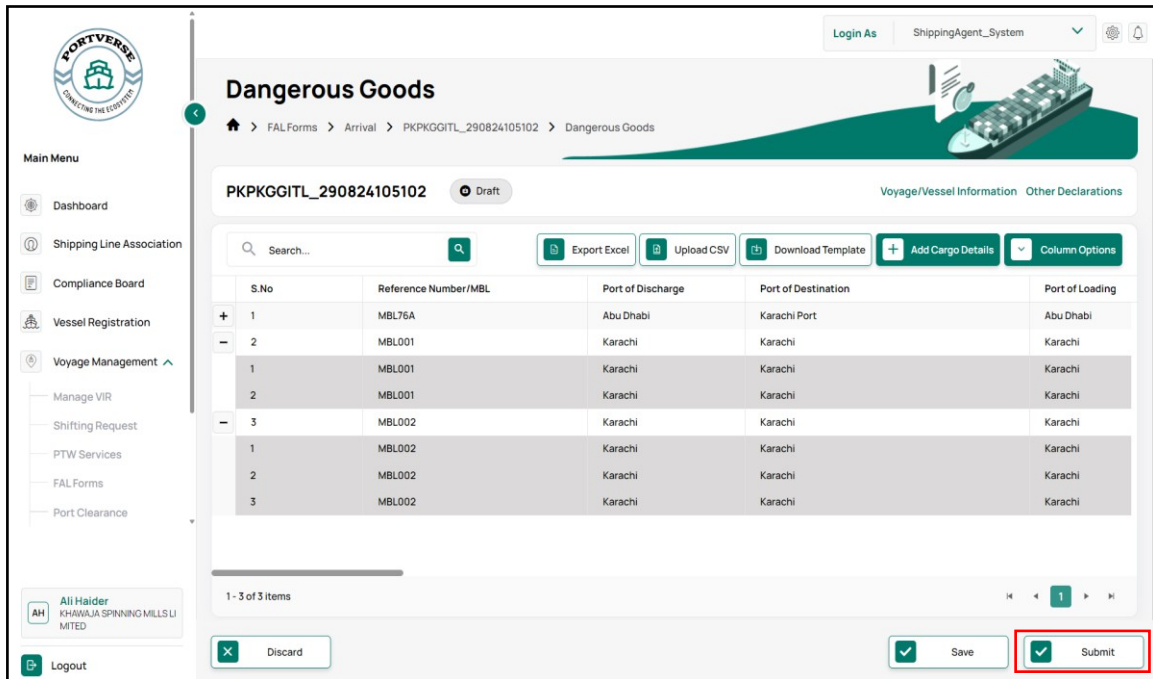 PORTVERSE
CONNECTING THE ECOSYSTEM
Login As ShippingAgent_System
Dangerous Goods
> FAL Forms > Arrival > PKPKGGITL_290824105102 > Dangerous Goods
Main Menu
Dashboard
Shipping Line Association
Compliance Board
Vessel Registration
Voyage Management
Manage VIR
Shifting Request
PTW Services
FAL Forms
Port Clearance
AH Ali Haider
KHAWAJA SPINNING MILLS LI
MITED
Logout
PKPKGGITL_290824105102 Draft Voyage/Vessel Information Other Declarations
Search... Export Excel Upload CSV Download Template + Add Cargo Details Column Options
S.No Reference Number/MBL Port of Discharge Port of Destination Port of Loading
+ 1 MBL76A Abu Dhabi Karachi Port Abu Dhabi
- 2 MBL001 Karachi Karachi Karachi
1 MBL001 Karachi Karachi Karachi
2 MBL001 Karachi Karachi Karachi
- 3 MBL002 Karachi Karachi Karachi
1 MBL002 Karachi Karachi Karachi
2 MBL002 Karachi Karachi Karachi
3 MBL002 Karachi Karachi Karachi
1 - 3 of 3 items 1
Discard Save Submit